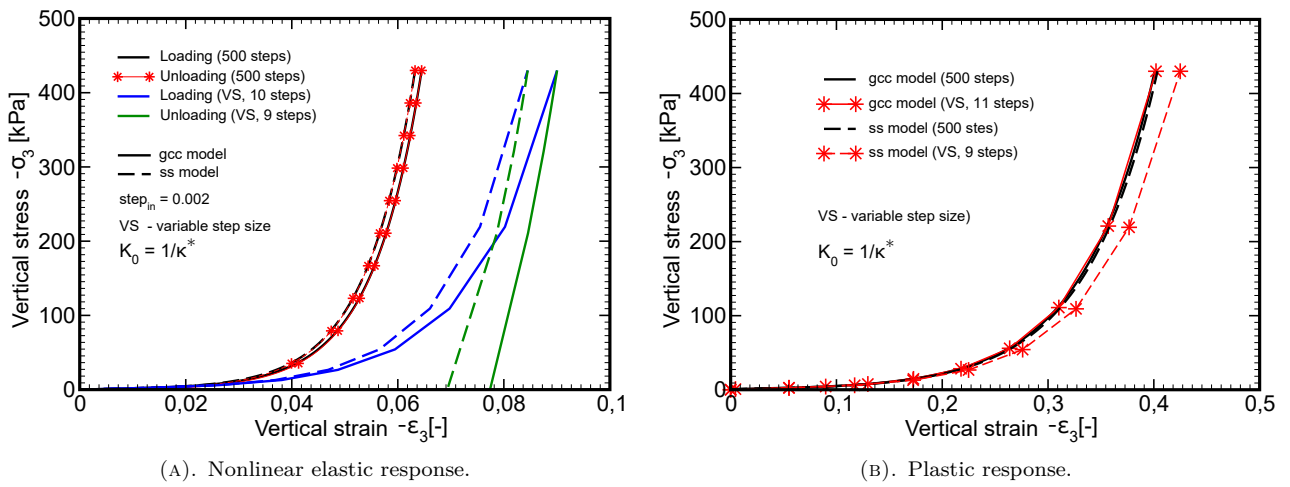 500
400
300
200
100
0
Vertical stress -σ₃ [kPa]
Loading (500 steps)
Unloading (500 steps)
Loading (VS, 10 steps)
Unloading (VS, 9 steps)
gcc model
ss model
step_in = 0.002
VS - variable step size
K₀ = 1/κ*
0 0,02 0,04 0,06 0,08 0,1
Vertical strain -ε₃[-]
(A). Nonlinear elastic response.
500
400
300
200
100
0
Vertical stress -σ₃ [kPa]
gcc model (500 steps)
gcc model (VS, 11 steps)
ss model (500 stes)
ss model (VS, 9 steps)
VS - variable step size)
K₀ = 1/κ*
0 0,1 0,2 0,3 0,4 0,5
Vertical strain -ε₃[-]
(B). Plastic response.